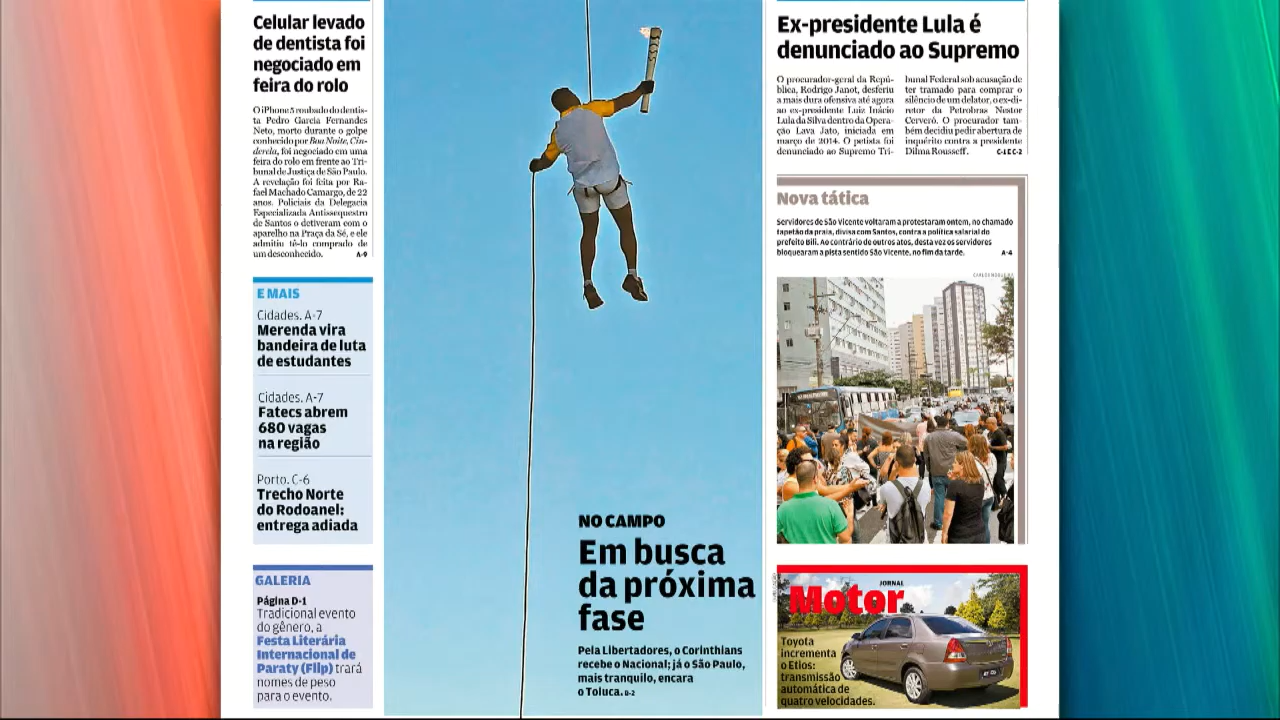 Celular levado
de dentista foi
negociado em
feira do rolo
O iPhone 5 roubado do dentis-
ta Pedro Garcia Fernandes
Neto, morto durante o golpe
conhecido por Boa Noite, Cin-
derela, foi negociado em uma
feira do rolo em frente ao Tri-
bunal de Justiça de São Paulo.
A revelação foi feita por Ra-
fael Machado Camargo, de 22
anos. Policiais da Delegacia
Especializada Antissequestro
de Santos o detiveram com o
aparelho na Praça da Sé, e ele
admitiu tê-lo comprado de
um desconhecido. A-9
E MAIS
Cidades. A-7
Merenda vira
bandeira de luta
de estudantes
Cidades. A-7
Fatecs abrem
680 vagas
na região
Porto. C-6
Trecho Norte
do Rodoanel:
entrega adiada
GALERIA
Página D-1
Tradicional evento
do gênero, a
Festa Literária
Internacional de
Paraty (Flip) trará
nomes de peso
para o evento.
NO CAMPO
Em busca
da próxima
fase
Pela Libertadores, o Corinthians
recebe o Nacional; já o São Paulo,
mais tranquilo, encara
o Toluca. B-2
Ex-presidente Lula é
denunciado ao Supremo
O procurador-geral da Repú-
blica, Rodrigo Janot, desferiu
a mais dura ofensiva até agora
ao ex-presidente Luiz Inácio
Lula da Silva dentro da Opera-
ção Lava Jato, iniciada em
março de 2014. O petista foi
denunciado ao Supremo Tri-
bunal Federal sob acusação de
ter tramado para comprar o
silêncio de um delator, o ex-di-
retor da Petrobras Nestor
Cerveró. O procurador tam-
bém decidiu pedir abertura de
inquérito contra a presidente
Dilma Rousseff. C-1 E C-2
Nova tática
Servidores de São Vicente voltaram a protestaram ontem, no chamado
tapetão da praia, divisa com Santos, contra a política salarial do
prefeito Bili. Ao contrário de outros atos, desta vez os servidores
bloquearam a pista sentido São Vicente, no fim da tarde. A-4
CARLOS NOGUEIRA
JORNAL
Motor
Toyota
incrementa
o Etios:
transmissão
automática de
quatro velocidades.